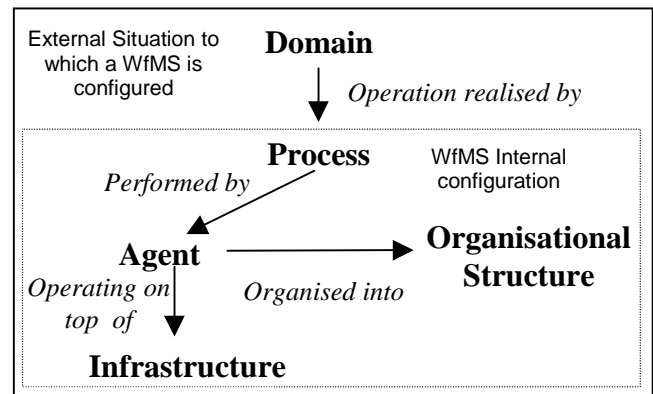 External Situation to
which a WfMS is
configured
Domain
Operation realised by
Process
WfMS Internal
configuration
Performed by
Agent
Organisational
Structure
Operating on
top of
Organised into
Infrastructure